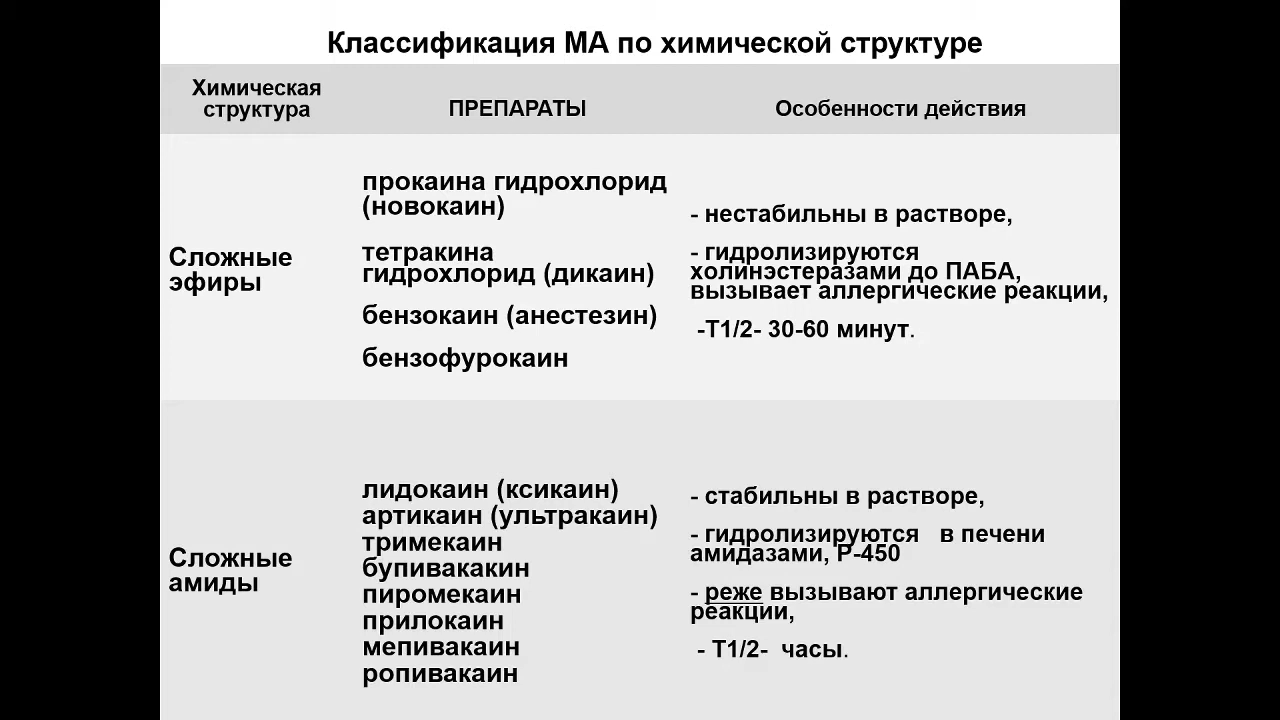 Классификация МА по химической структуре
Химическая
структура
ПРЕПАРАТЫ
Особенности действия
Сложные
эфиры
прокаина гидрохлорид
(новокаин)
тетракина
гидрохлорид (дикаин)
бензокаин (анестезин)
бензофурокаин
- нестабильны в растворе,
- гидролизируются
холинэстеразами до ПАБА,
вызывает аллергические реакции,
-T1/2- 30-60 минут.
Сложные
амиды
лидокаин (ксикаин)
артикаин (ультракаин)
тримекаин
бупивакакин
пиромекаин
прилокаин
мепивакаин
ропивакаин
- стабильны в растворе,
- гидролизируются в печени
амидазами, Р-450
- реже вызывают аллергические
реакции,
- T1/2- часы.